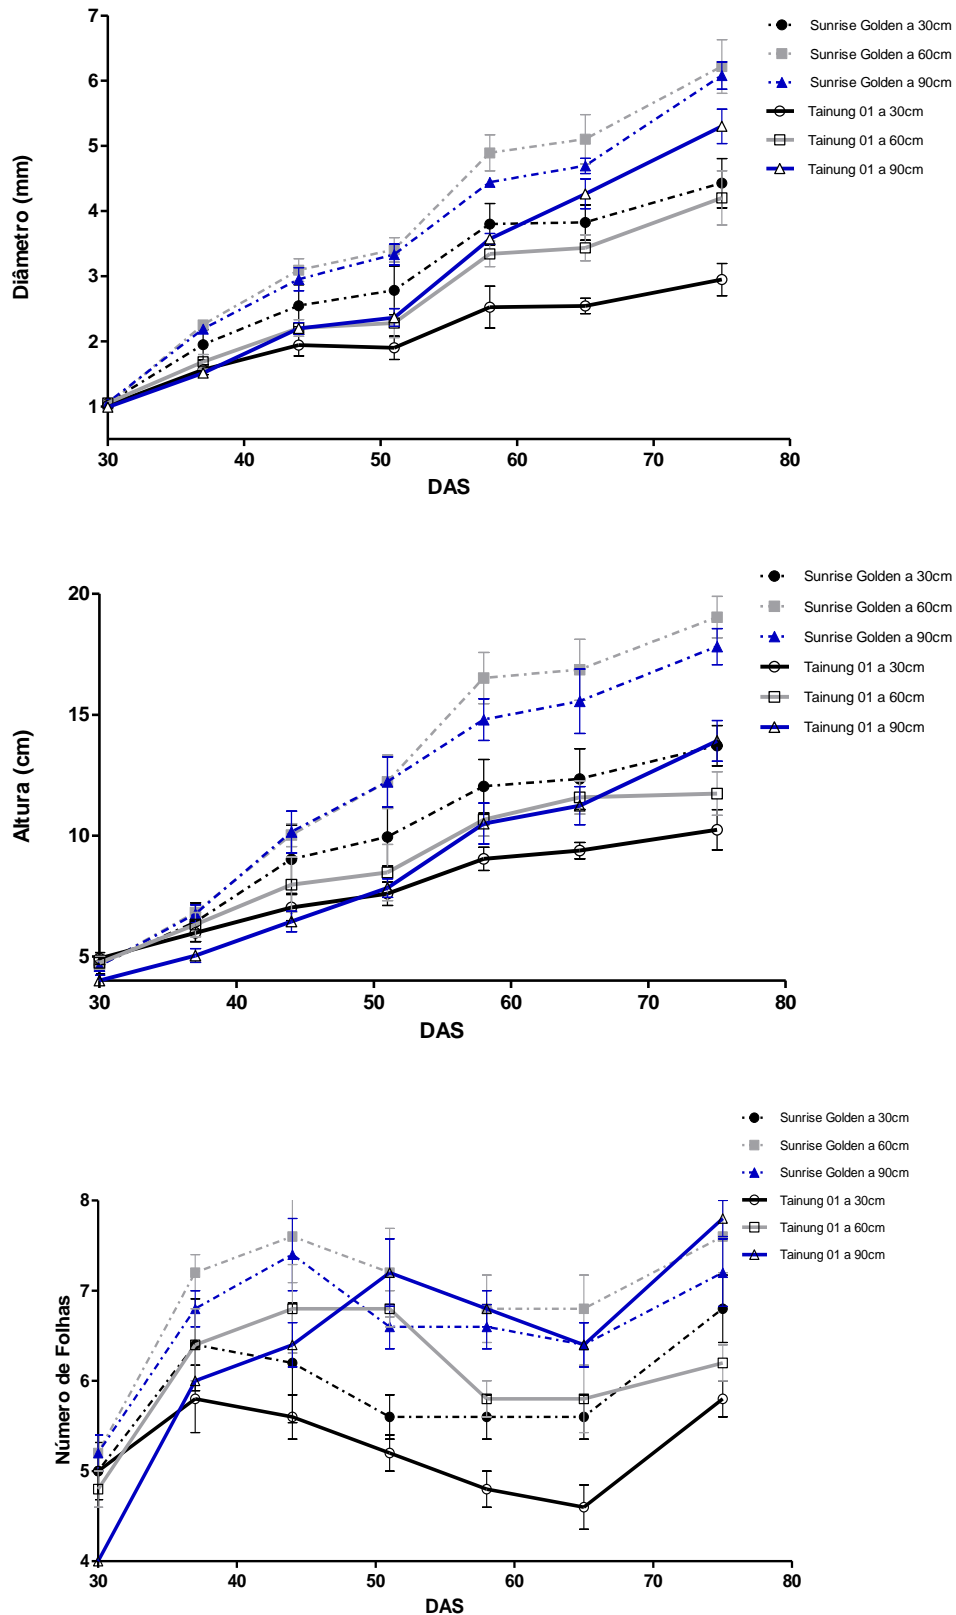 7
6
5
4
3
2
1
Diâmetro (mm)
30 40 50 60 70 80
DAS
Sunrise Golden a 30cm
Sunrise Golden a 60cm
Sunrise Golden a 90cm
Tainung 01 a 30cm
Tainung 01 a 60cm
Tainung 01 a 90cm
20
15
10
5
Altura (cm)
30 40 50 60 70 80
DAS
Sunrise Golden a 30cm
Sunrise Golden a 60cm
Sunrise Golden a 90cm
Tainung 01 a 30cm
Tainung 01 a 60cm
Tainung 01 a 90cm
8
7
6
5
4
Número de Folhas
30 40 50 60 70 80
DAS
Sunrise Golden a 30cm
Sunrise Golden a 60cm
Sunrise Golden a 90cm
Tainung 01 a 30cm
Tainung 01 a 60cm
Tainung 01 a 90cm